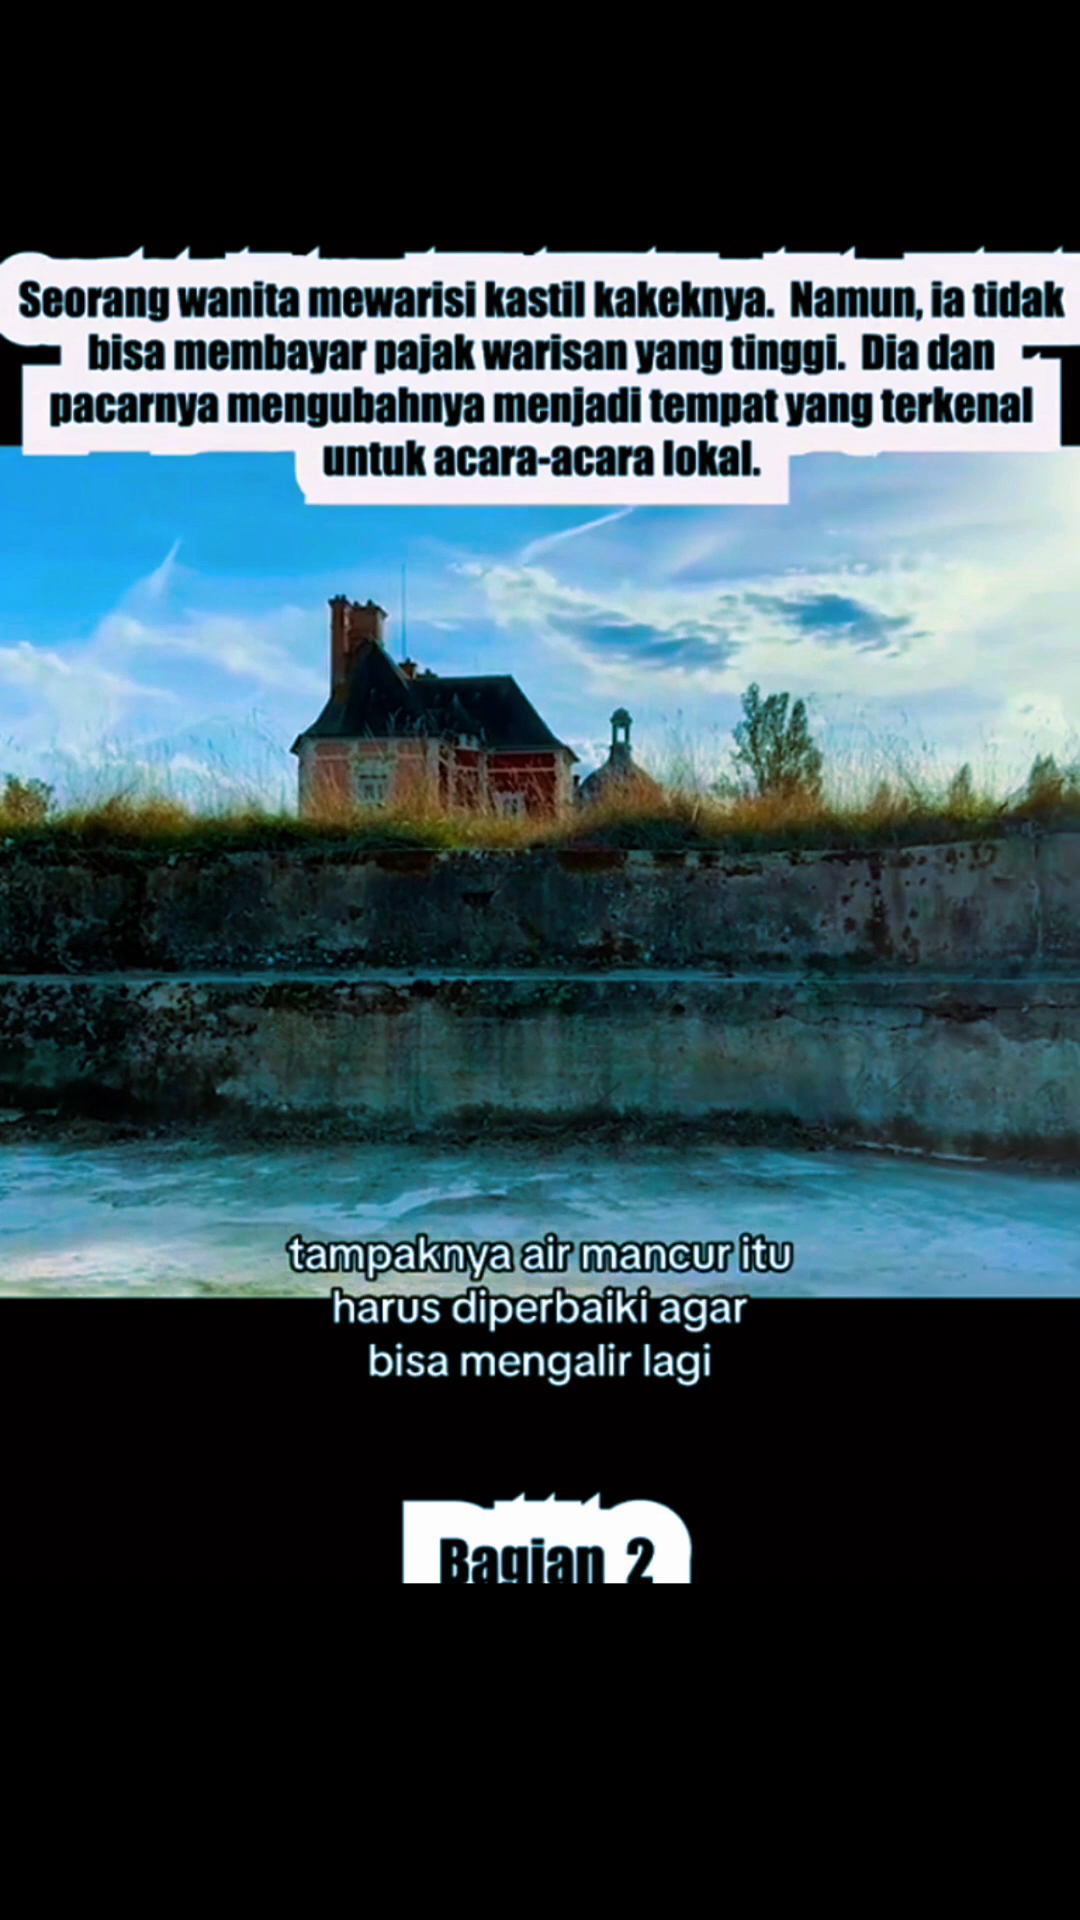 Seorang wanita mewarisi kastil kakeknya. Namun, ia tidak
bisa membayar pajak warisan yang tinggi. Dia dan
pacarnya mengubahnya menjadi tempat yang terkenal
untuk acara-acara lokal.
tampaknya air mancur itu
harus diperbaiki agar
bisa mengalir lagi
Bagian 2